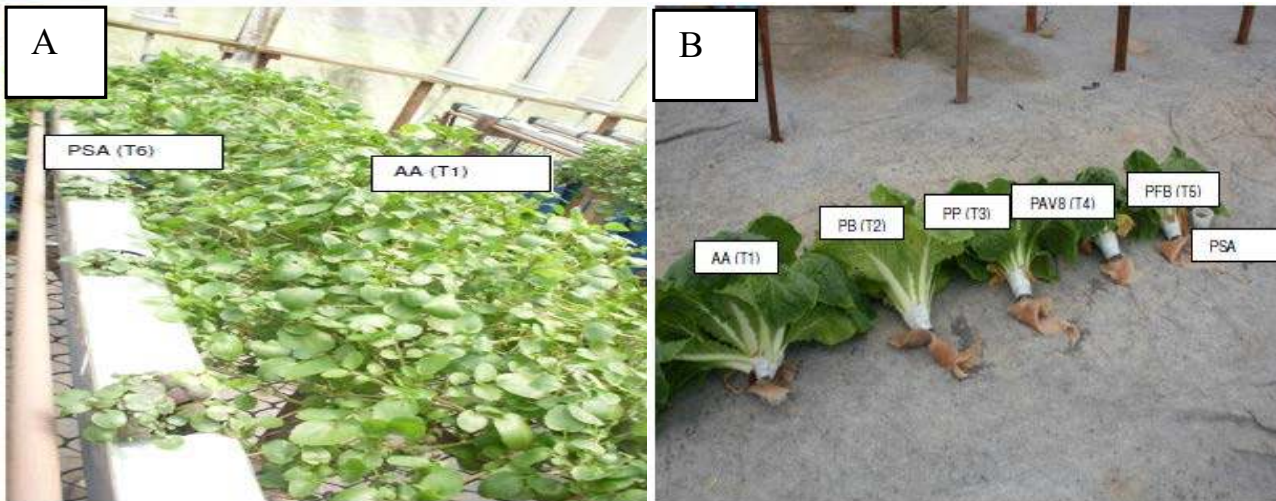 A
PSA (T6)
AA (T1)
B
AA (T1)
PB (T2)
PP (T3)
PAV8 (T4)
PFB (T5)
PSA